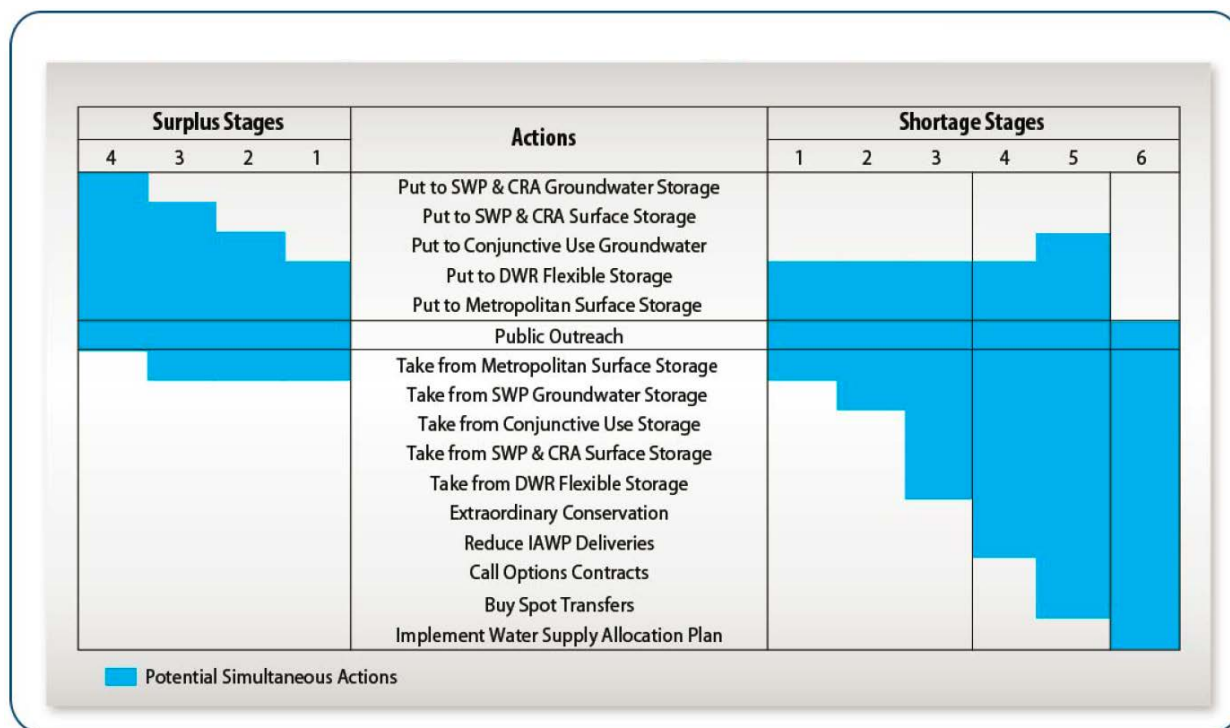 Surplus Stages
Actions
Shortage Stages
4 3 2 1
1 2 3 4 5 6
Put to SWP & CRA Groundwater Storage
Put to SWP & CRA Surface Storage
Put to Conjunctive Use Groundwater
Put to DWR Flexible Storage
Put to Metropolitan Surface Storage
Public Outreach
Take from Metropolitan Surface Storage
Take from SWP Groundwater Storage
Take from Conjunctive Use Storage
Take from SWP & CRA Surface Storage
Take from DWR Flexible Storage
Extraordinary Conservation
Reduce IAWP Deliveries
Call Options Contracts
Buy Spot Transfers
Implement Water Supply Allocation Plan
Potential Simultaneous Actions